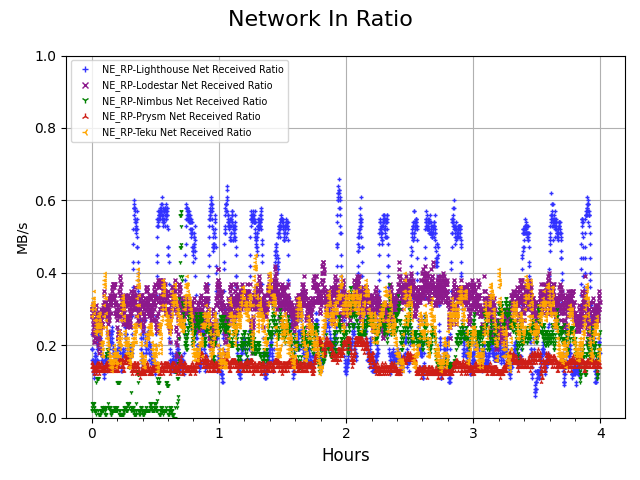 Network In Ratio
1.0
0.8
0.6
0.4
0.2
0.0
MB/s
NE_RP-Lighthouse Net Received Ratio
NE_RP-Lodestar Net Received Ratio
NE_RP-Nimbus Net Received Ratio
NE_RP-Prysm Net Received Ratio
NE_RP-Teku Net Received Ratio
0 1 2 3 4
Hours